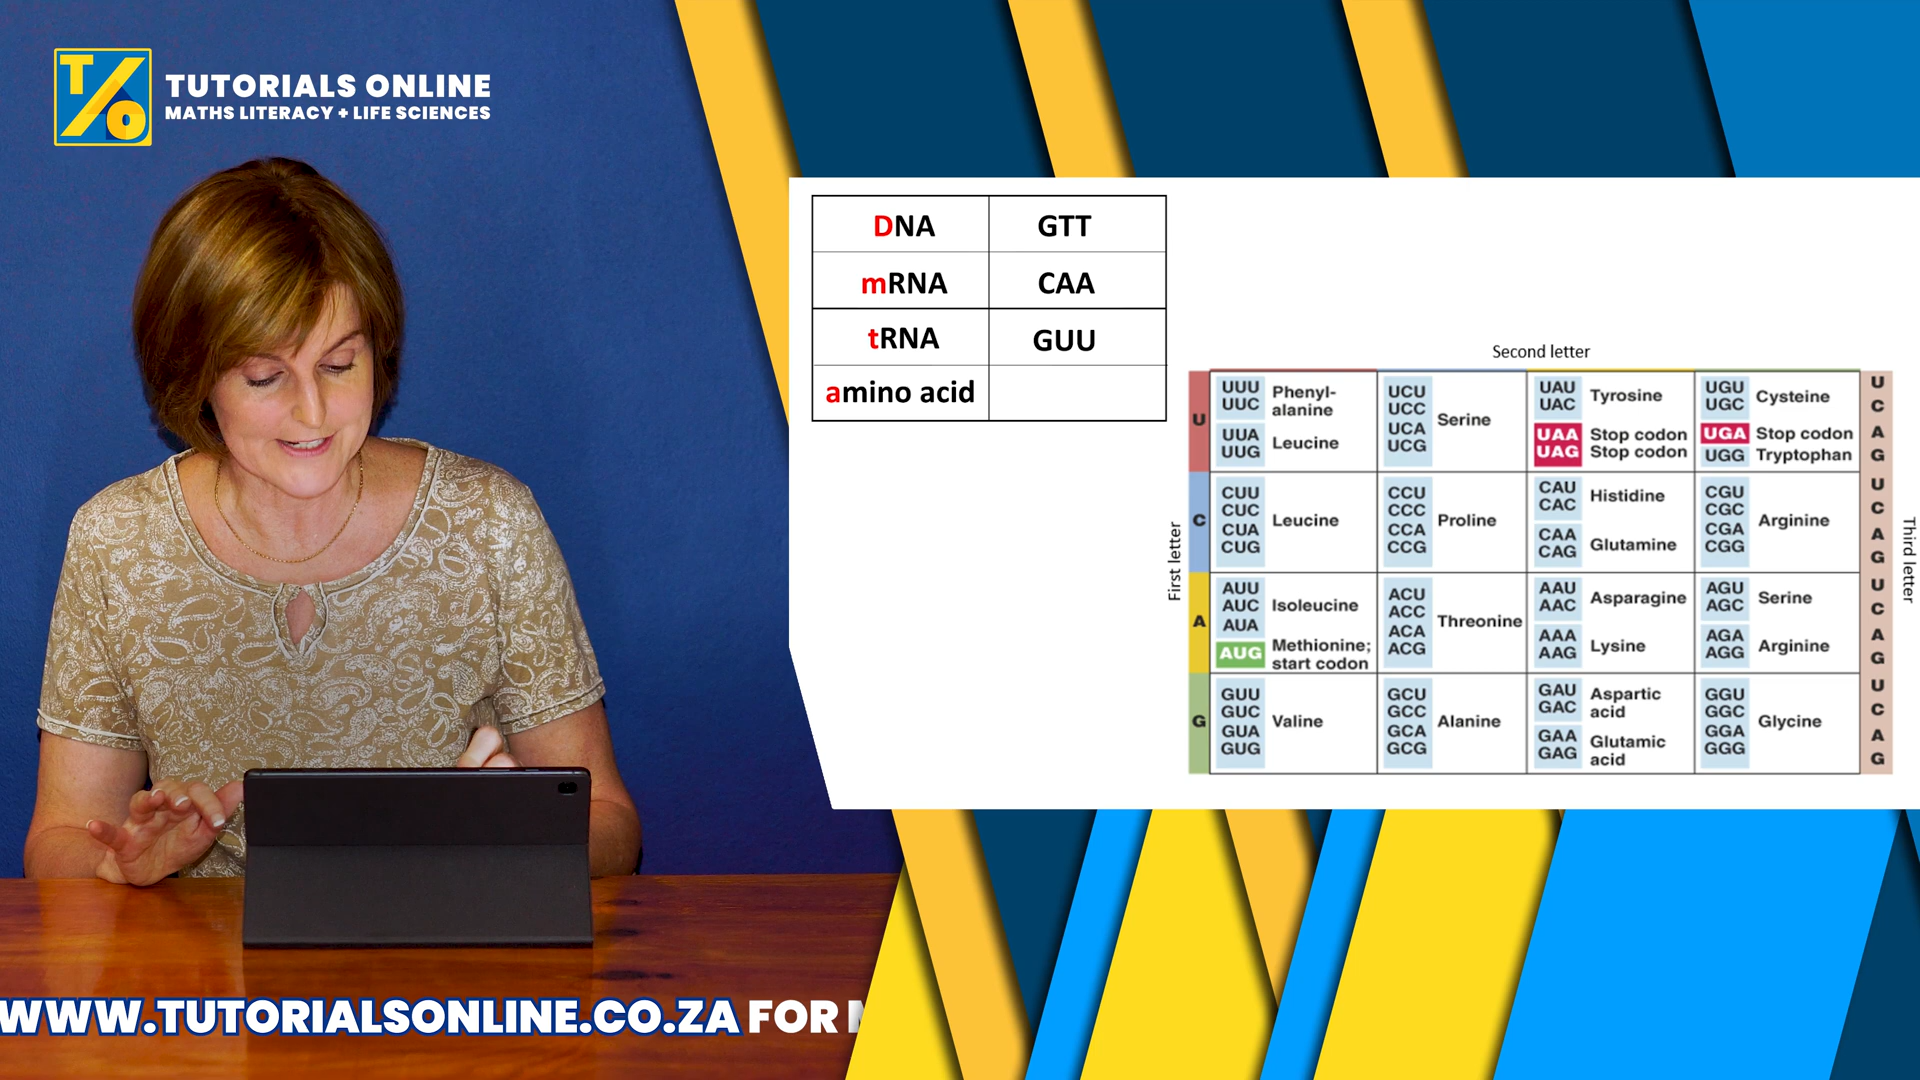 TUTORIALS ONLINE
MATHS LITERACY + LIFE SCIENCES
DNA GTT
mRNA CAA
tRNA GUU
amino acid
Second letter
First letter
Third letter
U
UUU
UUC
Phenyl-
alanine
UUA
UUG
Leucine
UCU
UCC
UCA
UCG
Serine
UAU
UAC
Tyrosine
UAA Stop codon
UAG Stop codon
UGU
UGC
Cysteine
UGA Stop codon
UGG Tryptophan
U
C
A
G
C
CUU
CUC
CUA
CUG
Leucine
CCU
CCC
CCA
CCG
Proline
CAU
CAC
Histidine
CAA
CAG
Glutamine
CGU
CGC
CGA
CGG
Arginine
U
C
A
G
A
AUU
AUC
AUA
Isoleucine
AUG
Methionine;
start codon
ACU
ACC
ACA
ACG
Threonine
AAU
AAC
Asparagine
AAA
AAG
Lysine
AGU
AGC
Serine
AGA
AGG
Arginine
U
C
A
G
G
GUU
GUC
GUA
GUG
Valine
GCU
GCC
GCA
GCG
Alanine
GAU
GAC
Aspartic
acid
GAA
GAG
Glutamic
acid
GGU
GGC
GGA
GGG
Glycine
U
C
A
G
WWW.TUTORIALSONLINE.CO.ZA FOR